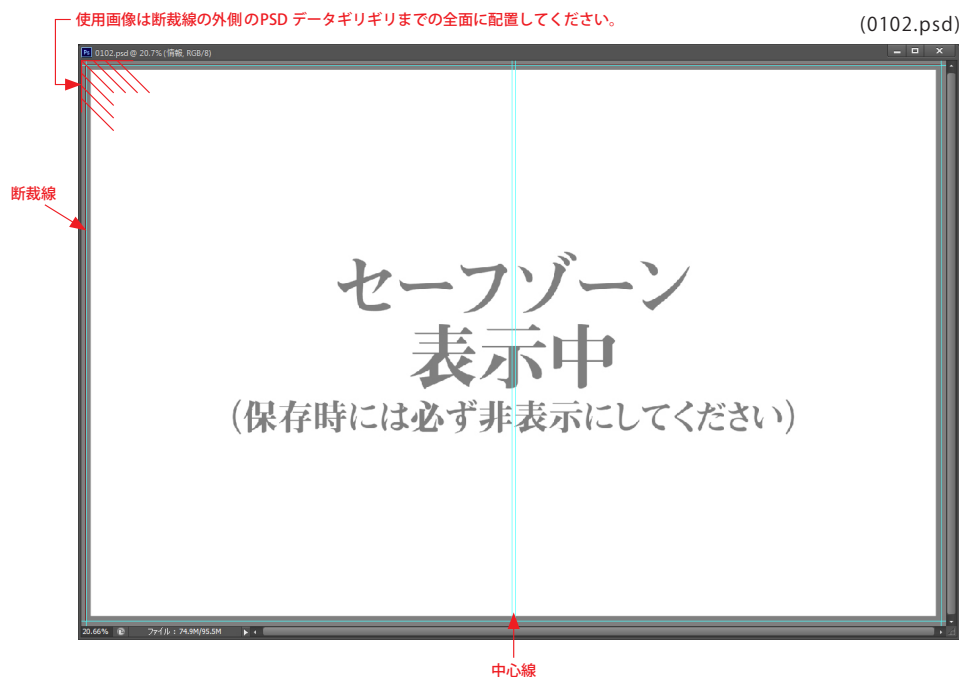 使用画像は断裁線の外側のPSD データギリギリまでの全面に配置してください。
(0102.psd)
Ps 0102.psd @ 20.7% (情報, RGB/8)
断裁線
セーフゾーン
表示中
(保存時には必ず非表示にしてください)
20.66% ファイル : 74.9M/95.5M
中心線